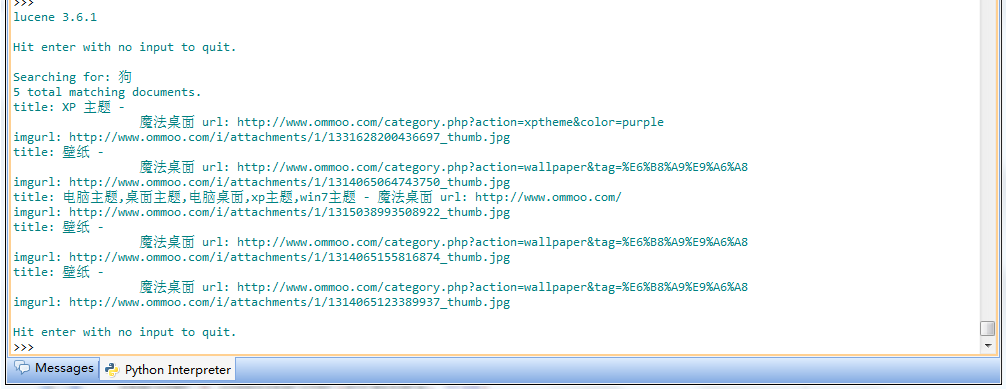 >>>
lucene 3.6.1
Hit enter with no input to quit.
Searching for: 狗
5 total matching documents.
title: XP 主题 -
魔法桌面 url: http://www.ommoo.com/category.php?action=xptheme&color=purple
imgurl: http://www.ommoo.com/i/attachments/1/1331628200436697_thumb.jpg
title: 壁纸 -
魔法桌面 url: http://www.ommoo.com/category.php?action=wallpaper&tag=%E6%B8%A9%E9%A6%A8
imgurl: http://www.ommoo.com/i/attachments/1/1314065064743750_thumb.jpg
title: 电脑主题,桌面主题,电脑桌面,xp主题,win7主题 - 魔法桌面 url: http://www.ommoo.com/
imgurl: http://www.ommoo.com/i/attachments/1/1315038993508922_thumb.jpg
title: 壁纸 -
魔法桌面 url: http://www.ommoo.com/category.php?action=wallpaper&tag=%E6%B8%A9%E9%A6%A8
imgurl: http://www.ommoo.com/i/attachments/1/1314065155816874_thumb.jpg
title: 壁纸 -
魔法桌面 url: http://www.ommoo.com/category.php?action=wallpaper&tag=%E6%B8%A9%E9%A6%A8
imgurl: http://www.ommoo.com/i/attachments/1/1314065123389937_thumb.jpg
Hit enter with no input to quit.
>>>
Messages Python Interpreter